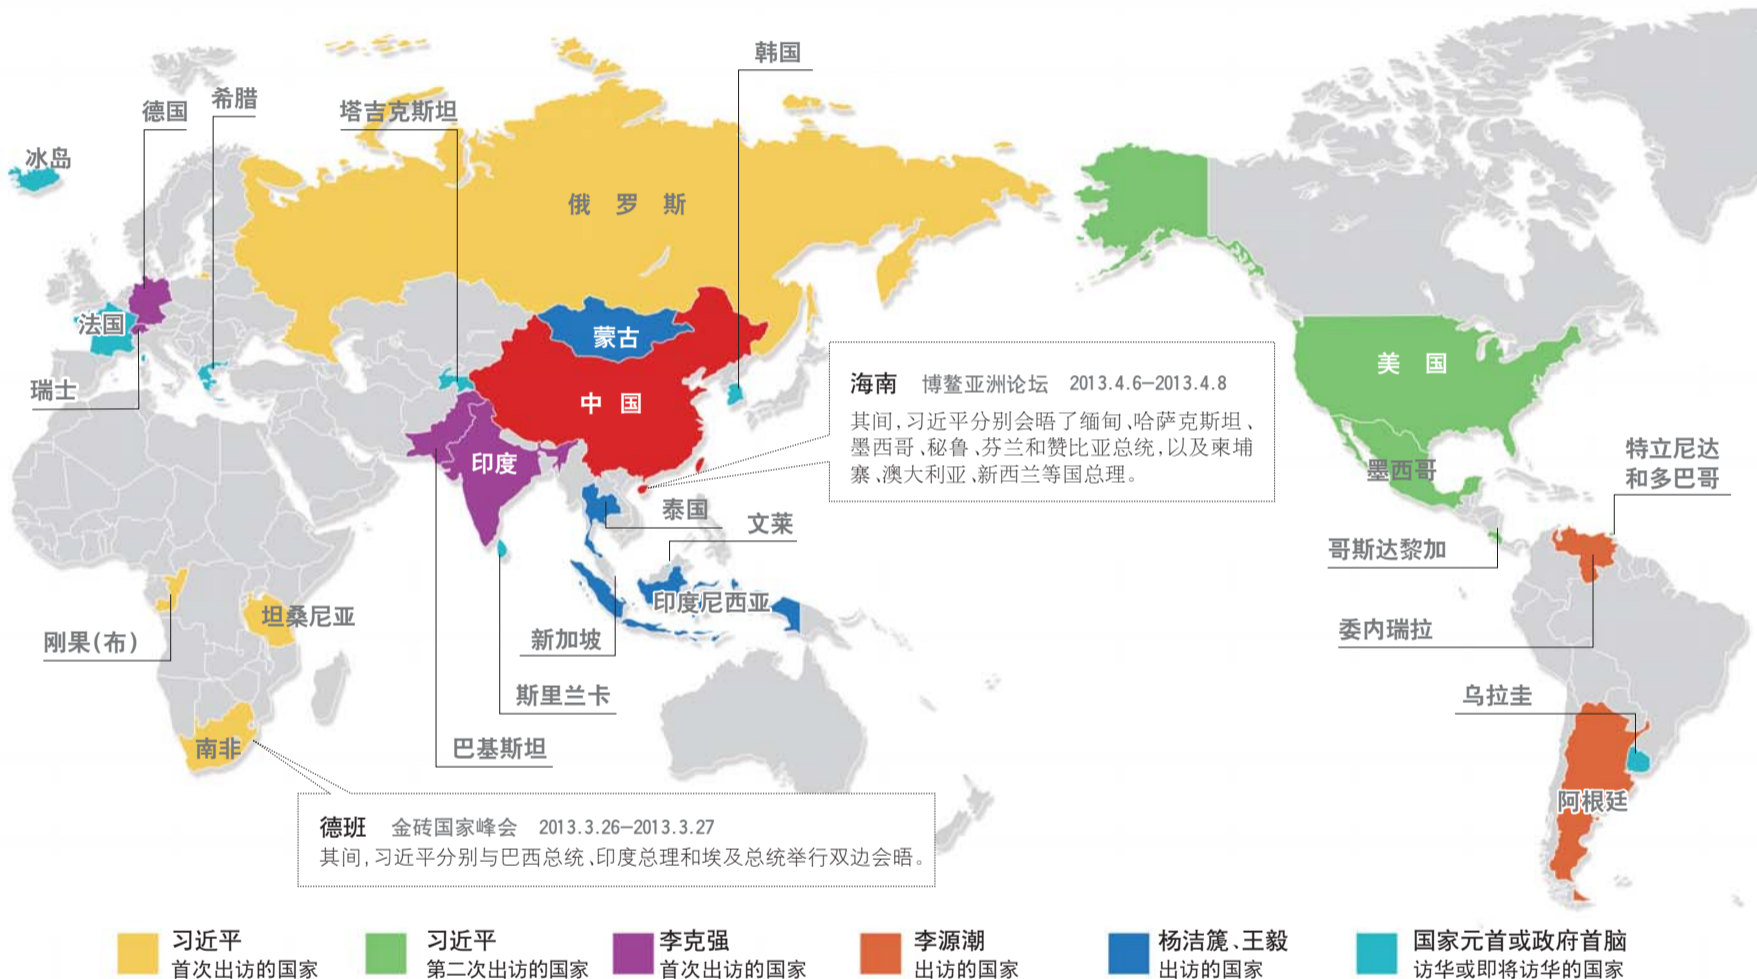 韩国
德国
希腊
塔吉克斯坦
冰岛
俄罗斯
法国
蒙古
瑞士
中国
美国
海南 博鳌亚洲论坛 2013.4.6–2013.4.8
其间,习近平分别会晤了缅甸、哈萨克斯坦、
墨西哥、秘鲁、芬兰和赞比亚总统,以及柬埔
寨、澳大利亚、新西兰等国总理。
印度
墨西哥
特立尼达
和多巴哥
泰国
文莱
哥斯达黎加
印度尼西亚
坦桑尼亚
刚果(布)
新加坡
委内瑞拉
斯里兰卡
乌拉圭
南非
巴基斯坦
阿根廷
德班 金砖国家峰会 2013.3.26–2013.3.27
其间,习近平分别与巴西总统、印度总理和埃及总统举行双边会晤。
习近平
首次出访的国家
习近平
第二次出访的国家
李克强
首次出访的国家
李源潮
出访的国家
杨洁篪、王毅
出访的国家
国家元首或政府首脑
访华或即将访华的国家